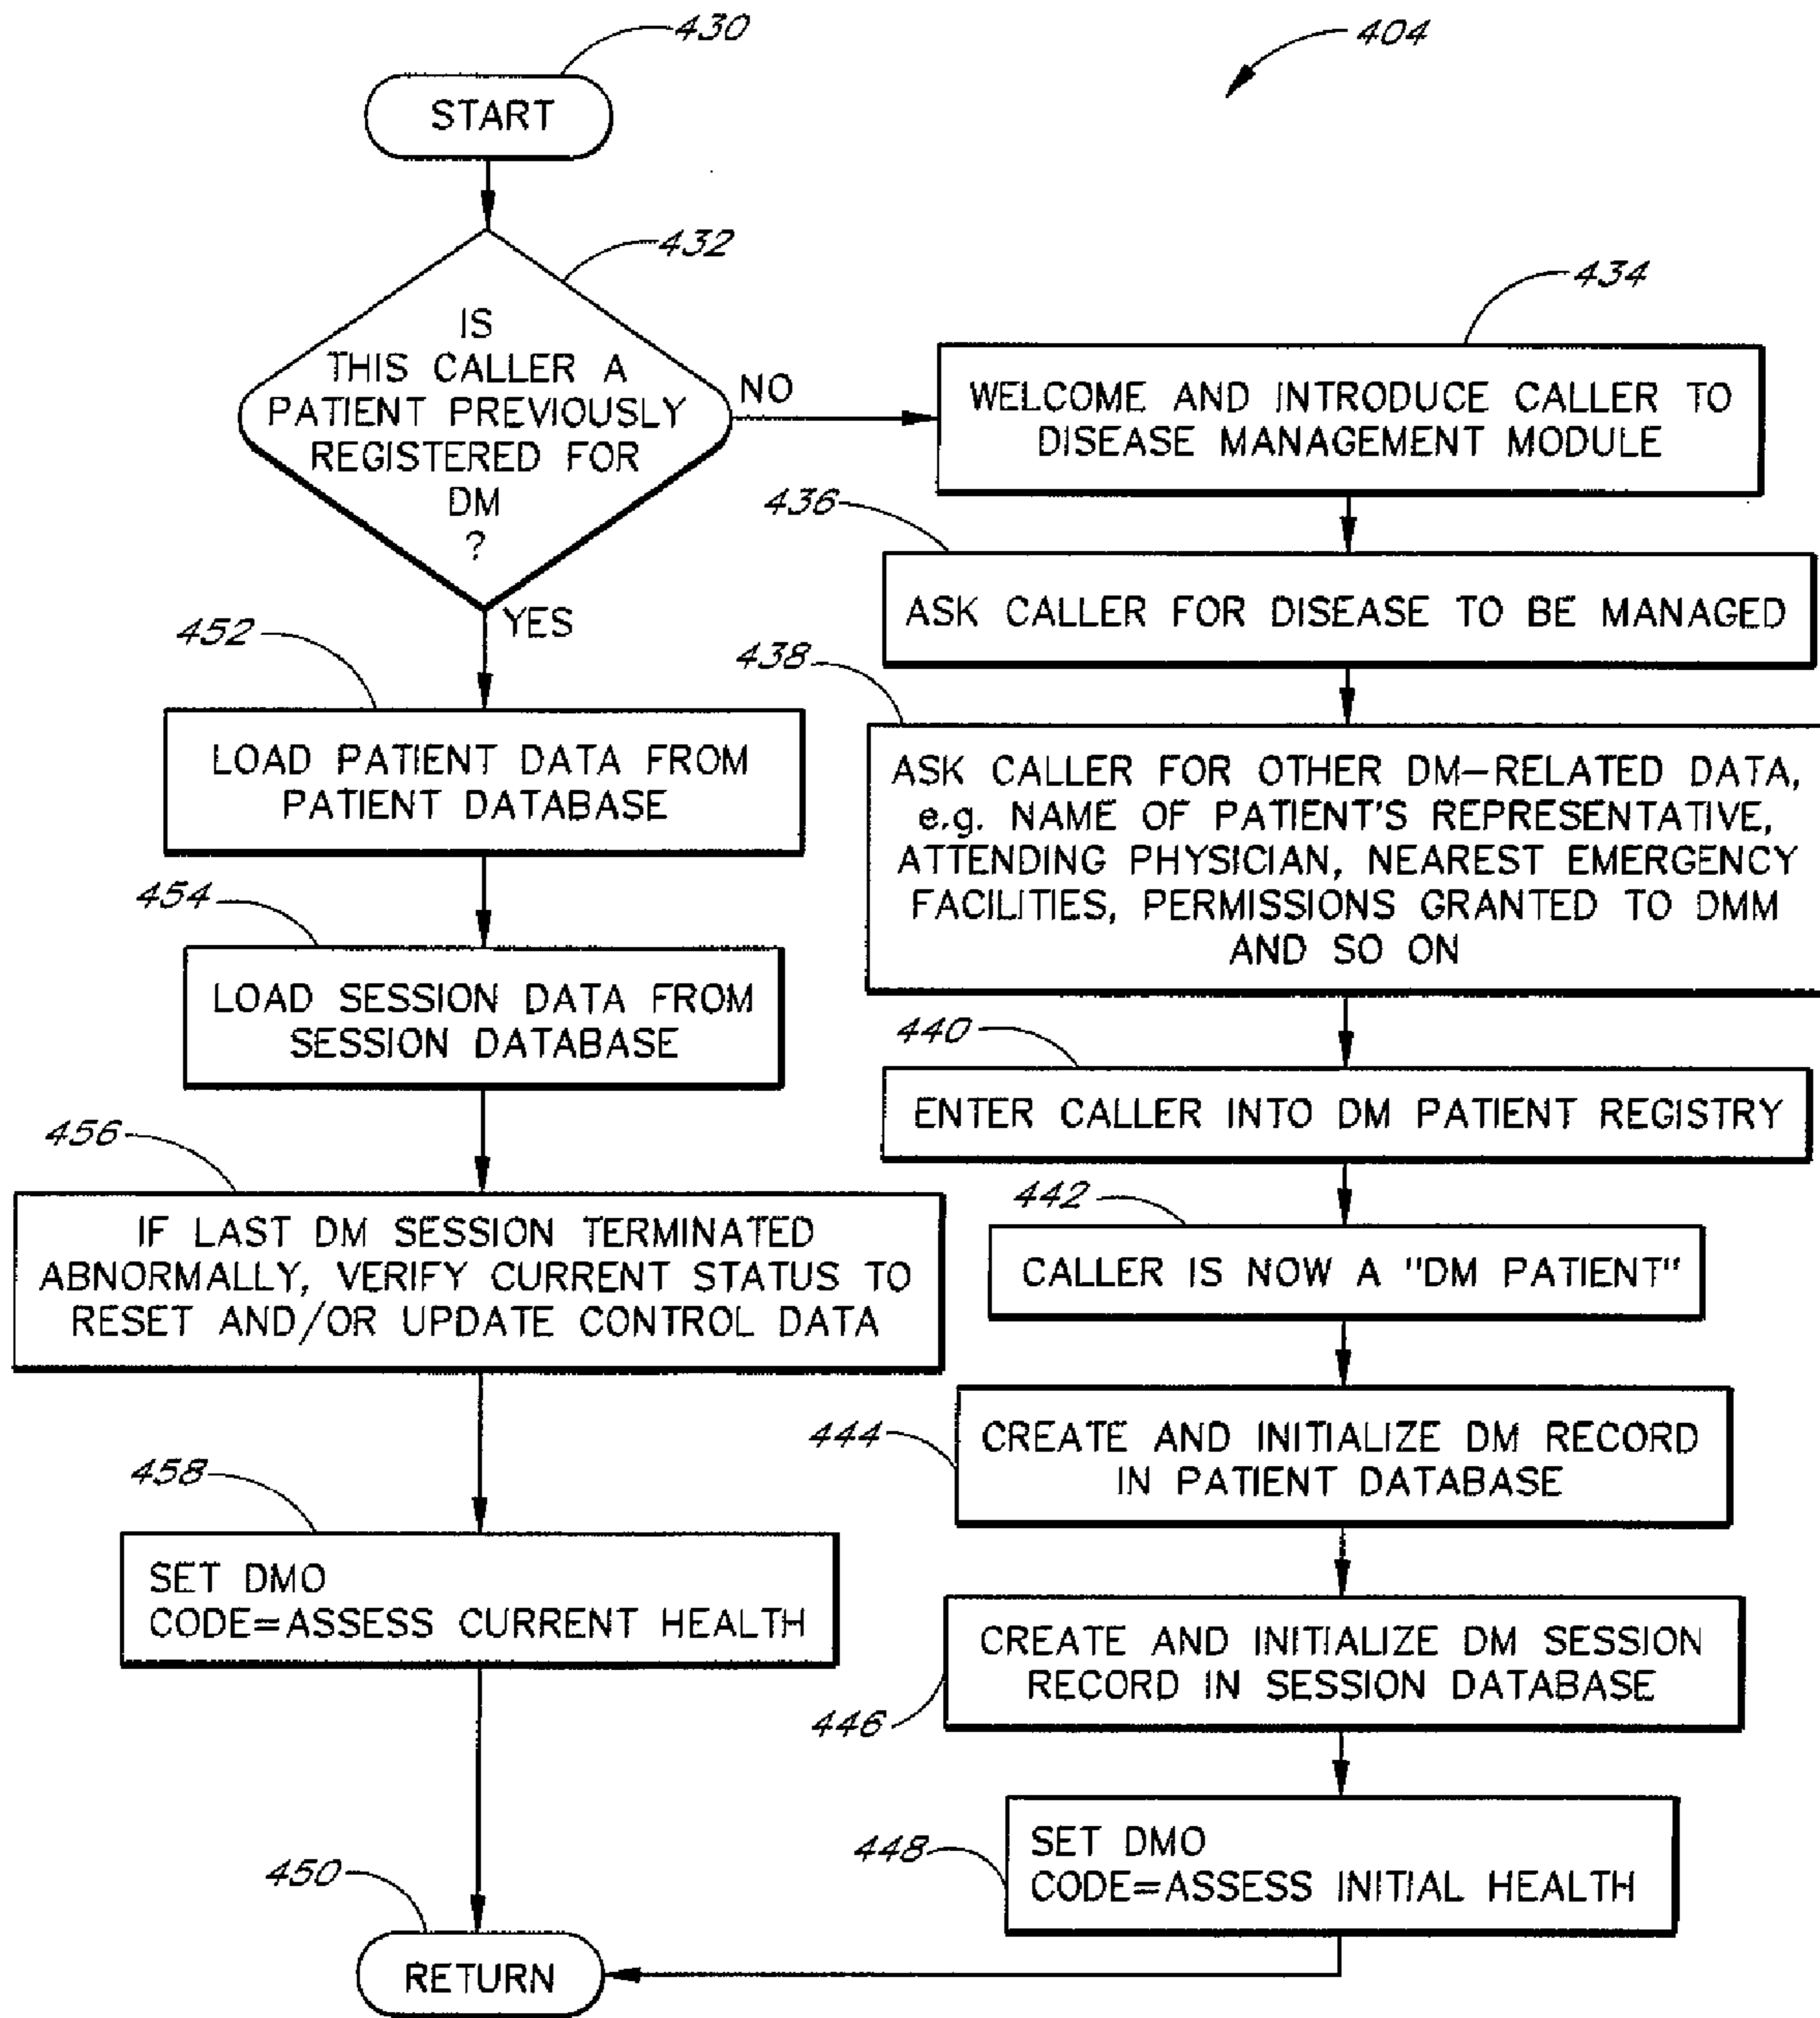 430
404
START
432
IS
THIS CALLER A
PATIENT PREVIOUSLY
REGISTERED FOR
DM
?
NO
YES
434
WELCOME AND INTRODUCE CALLER TO
DISEASE MANAGEMENT MODULE
436
ASK CALLER FOR DISEASE TO BE MANAGED
438
ASK CALLER FOR OTHER DM-RELATED DATA,
e.g. NAME OF PATIENT'S REPRESENTATIVE,
ATTENDING PHYSICIAN, NEAREST EMERGENCY
FACILITIES, PERMISSIONS GRANTED TO DMM
AND SO ON
440
ENTER CALLER INTO DM PATIENT REGISTRY
442
CALLER IS NOW A "DM PATIENT"
444
CREATE AND INITIALIZE DM RECORD
IN PATIENT DATABASE
446
CREATE AND INITIALIZE DM SESSION
RECORD IN SESSION DATABASE
448
SET DMO
CODE=ASSESS INITIAL HEALTH
452
LOAD PATIENT DATA FROM
PATIENT DATABASE
454
LOAD SESSION DATA FROM
SESSION DATABASE
456
IF LAST DM SESSION TERMINATED
ABNORMALLY, VERIFY CURRENT STATUS TO
RESET AND/OR UPDATE CONTROL DATA
458
SET DMO
CODE=ASSESS CURRENT HEALTH
450
RETURN